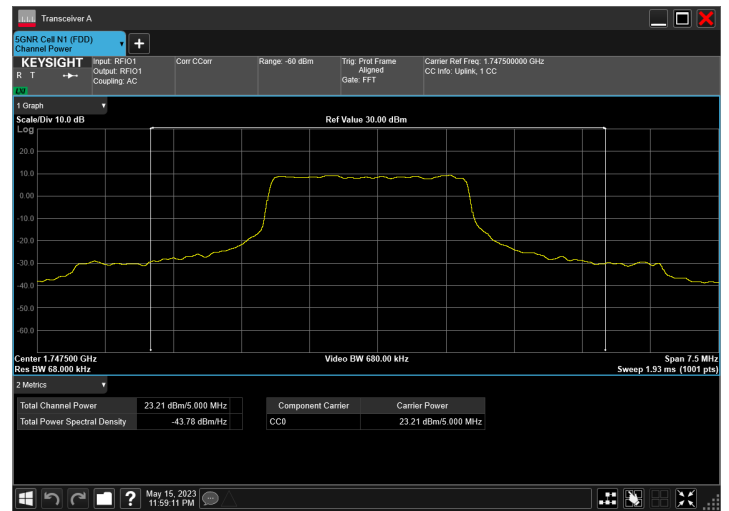 Transceiver A
5GNR Cell N1 (FDD)
Channel Power
KEYSIGHT
R T
LXI
Input: RFIO1
Output: RFIO1
Coupling: AC
Corr CCorr
Range: -60 dBm
Trig: Prot Frame
Aligned
Gate: FFT
Carrier Ref Freq: 1.747500000 GHz
CC Info: Uplink, 1 CC
1 Graph
Scale/Div 10.0 dB
Ref Value 30.00 dBm
Log
20.0
10.0
0.00
-10.0
-20.0
-30.0
-40.0
-50.0
-60.0
Center 1.747500 GHz
Video BW 680.00 kHz
Span 7.5 MHz
Res BW 68.000 kHz
Sweep 1.93 ms (1001 pts)
2 Metrics
Total Channel Power 23.21 dBm/5.000 MHz
Total Power Spectral Density -43.78 dBm/Hz
Component Carrier Carrier Power
CC0 23.21 dBm/5.000 MHz
?
May 15, 2023
11:59:11 PM